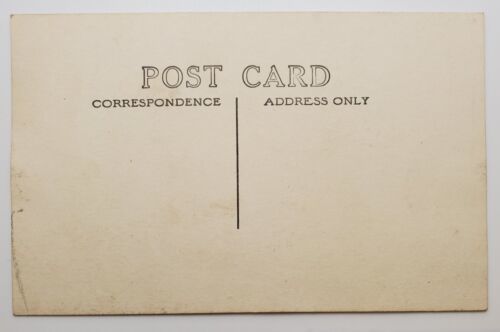 POST CARD
CORRESPONDENCE ADDRESS ONLY